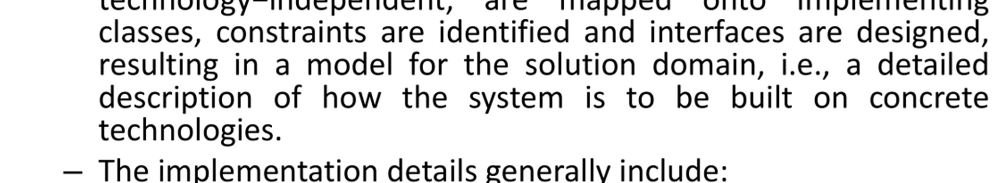 technology–independent, are mapped onto implementing
classes, constraints are identified and interfaces are designed,
resulting in a model for the solution domain, i.e., a detailed
description of how the system is to be built on concrete
technologies.
– The implementation details generally include: